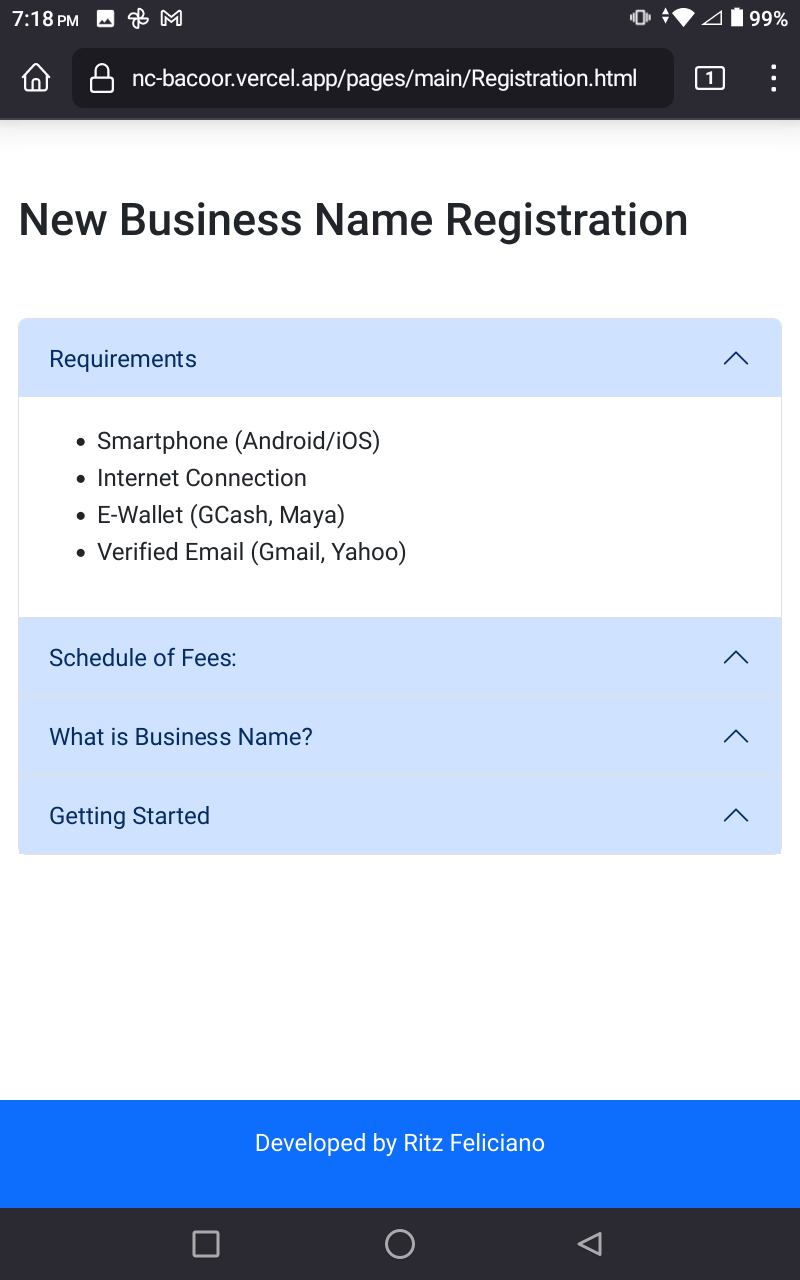 7:18 PM 99%
nc-bacoor.vercel.app/pages/main/Registration.html 1
New Business Name Registration
Requirements
• Smartphone (Android/iOS)
• Internet Connection
• E-Wallet (GCash, Maya)
• Verified Email (Gmail, Yahoo)
Schedule of Fees:
What is Business Name?
Getting Started
Developed by Ritz Feliciano